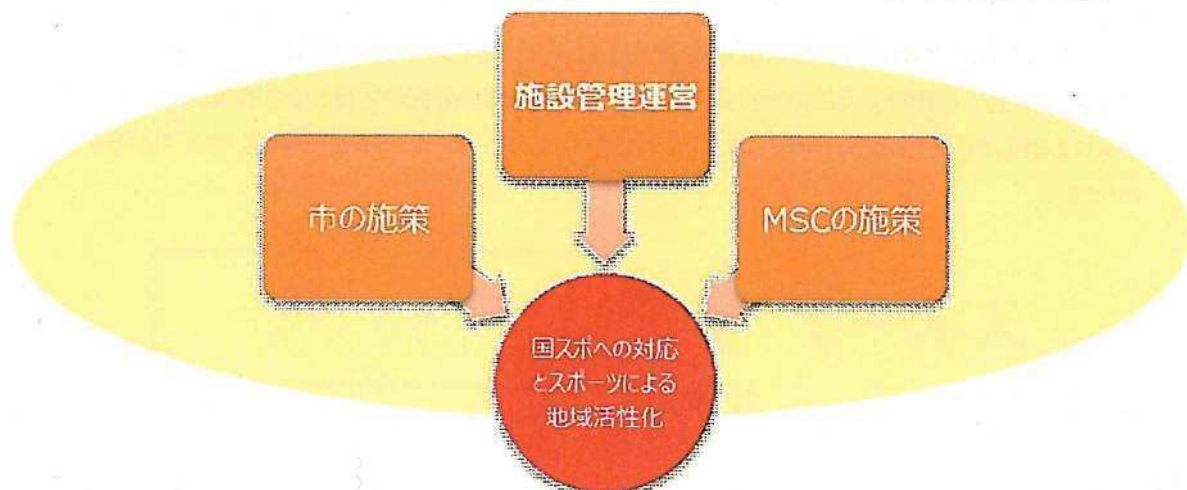 施設管理運営
市の施策
MSCの施策
国スポへの対応
とスポーツによる
地域活性化